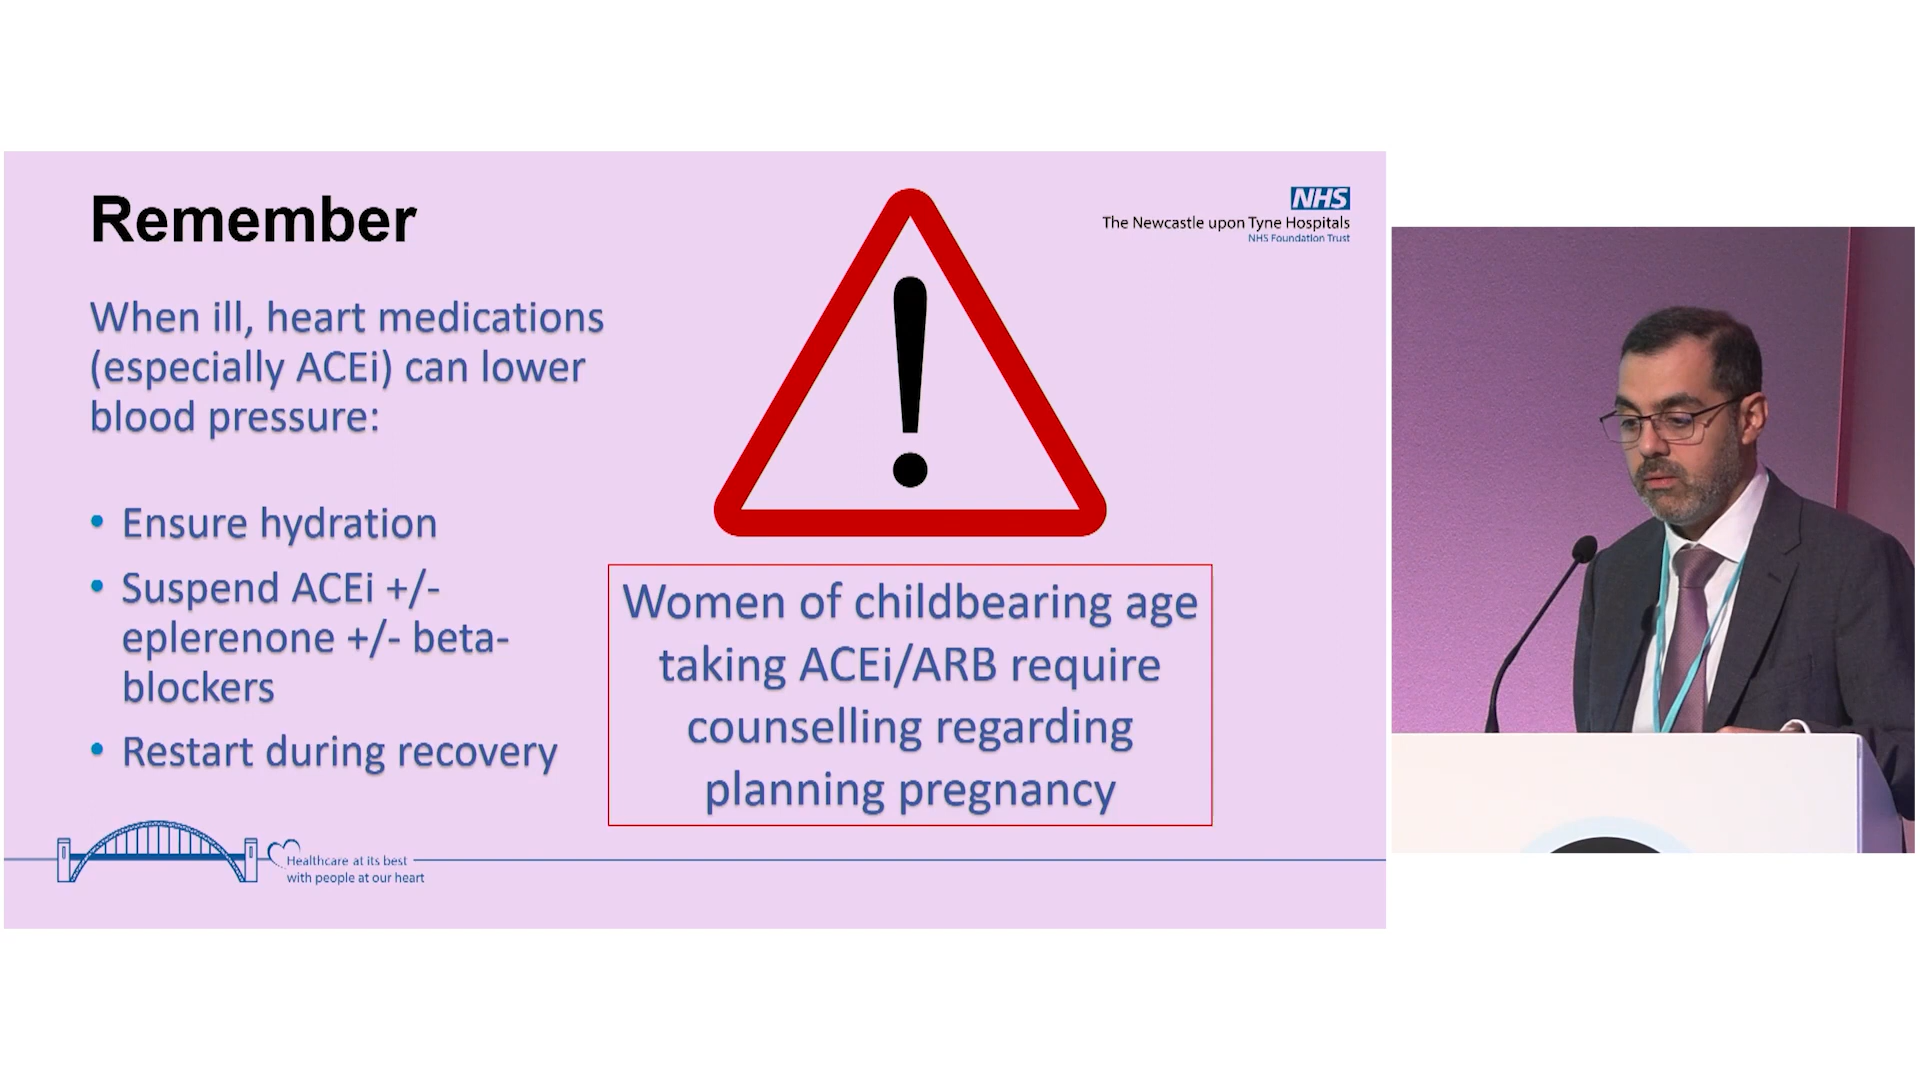 Remember
NHS
The Newcastle upon Tyne Hospitals
NHS Foundation Trust
When ill, heart medications
(especially ACEi) can lower
blood pressure:
• Ensure hydration
• Suspend ACEi +/-
eplerenone +/- beta-
blockers
• Restart during recovery
Women of childbearing age
taking ACEi/ARB require
counselling regarding
planning pregnancy
Healthcare at its best
with people at our heart